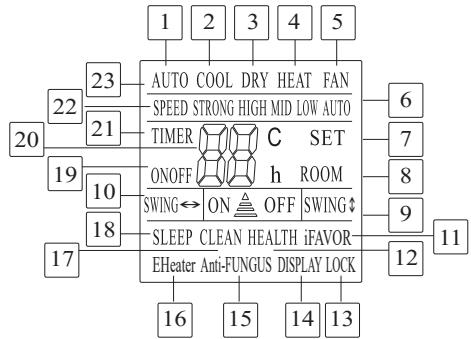 1 2 3 4 5
23 AUTO COOL DRY HEAT FAN
22 SPEED STRONG HIGH MID LOW AUTO 6
21 TIMER 88 C SET 7
20
19 ONOFF h ROOM 8
10 SWING ↔ ON OFF SWING ↕ 9
18 SLEEP CLEAN HEALTH iFAVOR 11
17 EHeater Anti-FUNGUS DISPLAY LOCK 12
16 15 14 13